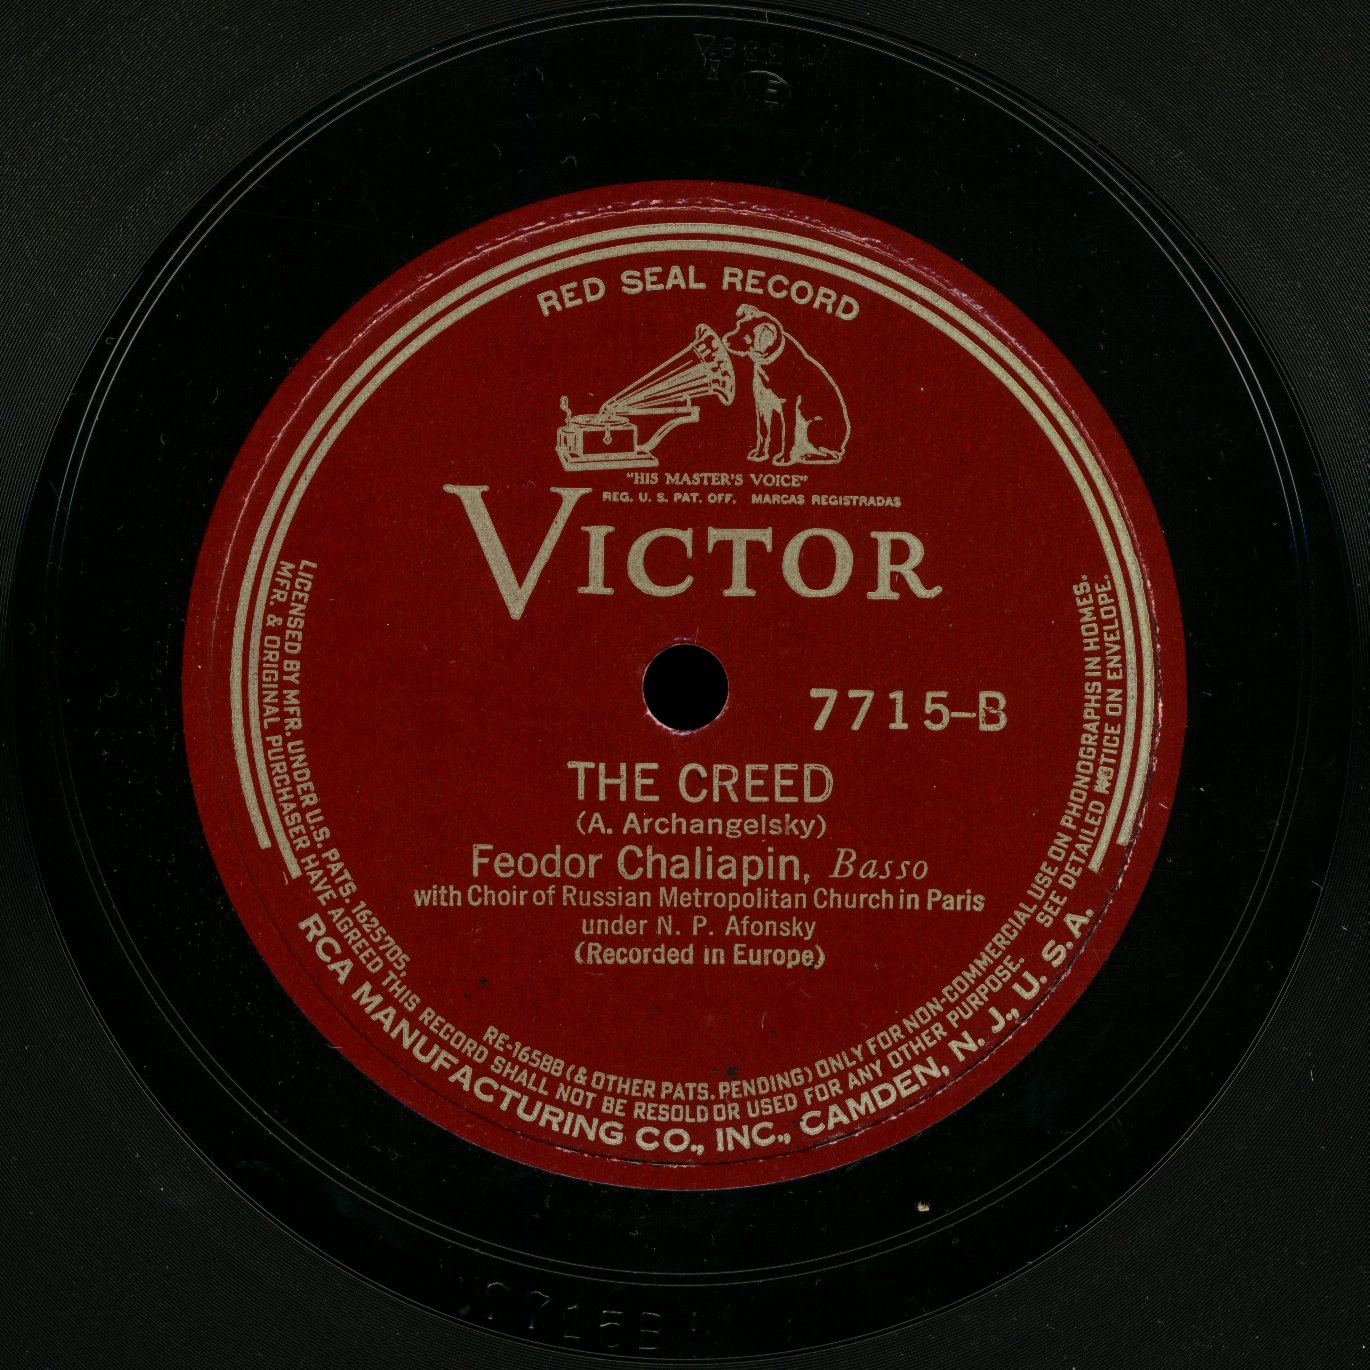 RED SEAL RECORD
"HIS MASTER'S VOICE"
REG. U. S. PAT. OFF. MARCAS REGISTRADAS
VICTOR
7715-B
THE CREED
(A. Archangelsky)
Feodor Chaliapin, Basso
with Choir of Russian Metropolitan Church in Paris
under N. P. Afonsky
(Recorded in Europe)
LICENSED BY MFR. UNDER U.S. PATS. 1625705, RE-16588 (& OTHER PATS. PENDING) ONLY FOR NON-COMMERCIAL USE ON PHONOGRAPHS IN HOMES.
MFR. & ORIGINAL PURCHASER HAVE AGREED THIS RECORD SHALL NOT BE RESOLD OR USED FOR ANY OTHER PURPOSE. SEE DETAILED NOTICE ON ENVELOPE.
RCA MANUFACTURING CO., INC., CAMDEN, N. J., U. S. A.
VE
7715B